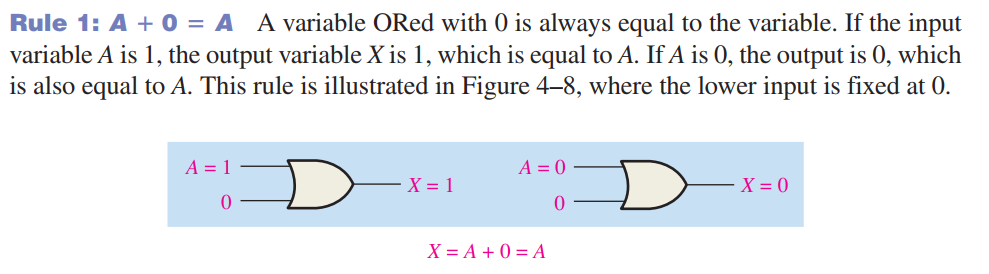 Rule 1: A + 0 = A A variable ORed with 0 is always equal to the variable. If the input
variable A is 1, the output variable X is 1, which is equal to A. If A is 0, the output is 0, which
is also equal to A. This rule is illustrated in Figure 4–8, where the lower input is fixed at 0.
A = 1
X = 1
0
A = 0
X = 0
0
X = A + 0 = A